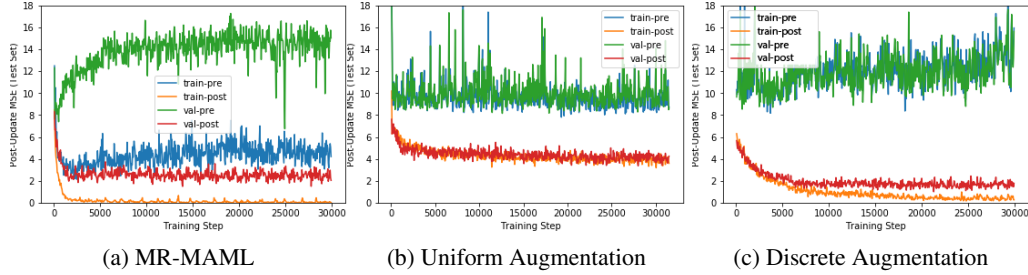 Post-Update MSE (Test Set)
18
16
14
12
10
8
6
4
2
0
train-pre
train-post
val-pre
val-post
0 5000 10000 15000 20000 25000 30000
Training Step
(a) MR-MAML
Post-Update MSE (Test Set)
18
16
14
12
10
8
6
4
2
0
train-pre
train-post
val-pre
val-post
0 5000 10000 15000 20000 25000 30000
Training Step
(b) Uniform Augmentation
Post-Update MSE (Test Set)
18
16
14
12
10
8
6
4
2
0
train-pre
train-post
val-pre
val-post
0 5000 10000 15000 20000 25000 30000
Training Step
(c) Discrete Augmentation